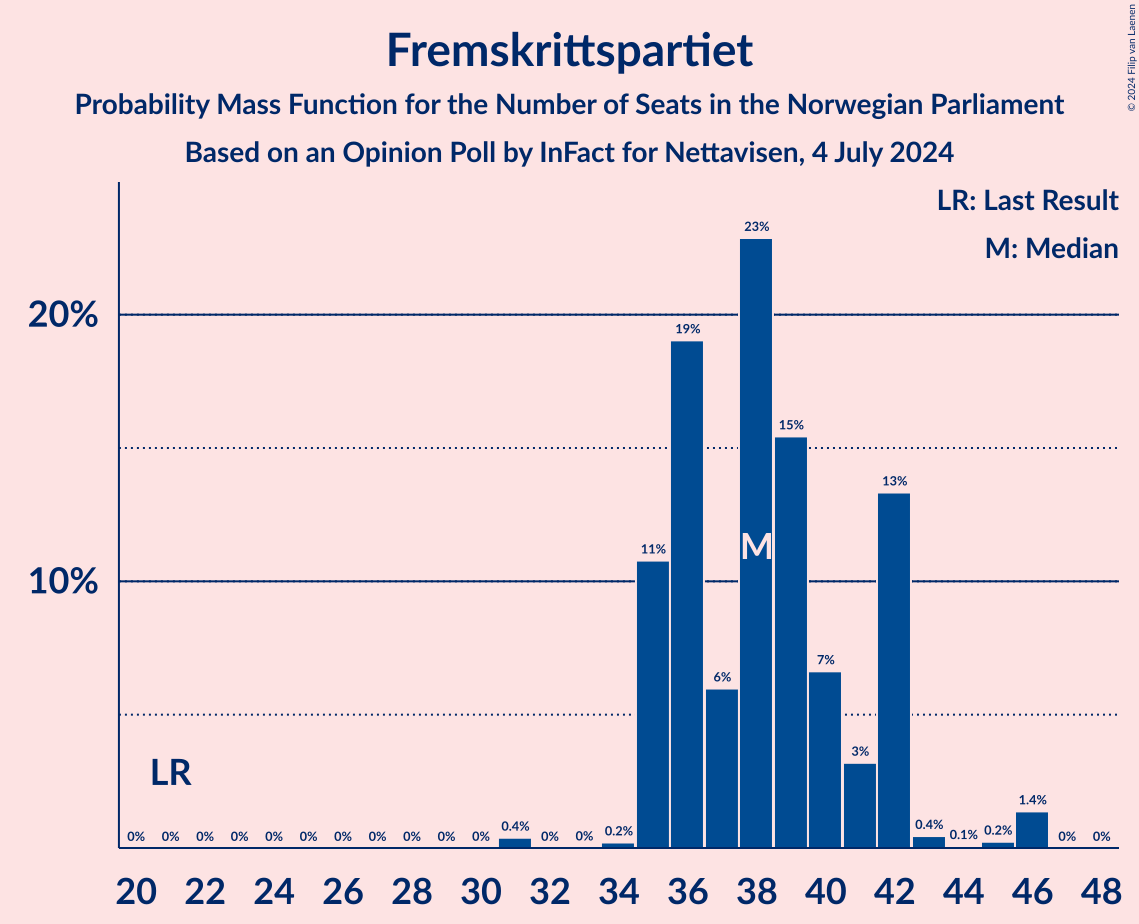 Fremskrittspartiet
Probability Mass Function for the Number of Seats in the Norwegian Parliament
Based on an Opinion Poll by InFact for Nettavisen, 4 July 2024
© 2024 Filip van Laenen
LR: Last Result
M: Median
20%
10%
0% 0% 0% 0% 0% 0% 0% 0% 0% 0% 0% 0.4% 0% 0% 0.2% 11% 19% 6% 23% 15% 7% 3% 13% 0.4% 0.1% 0.2% 1.4% 0% 0%
M
LR
20 22 24 26 28 30 32 34 36 38 40 42 44 46 48